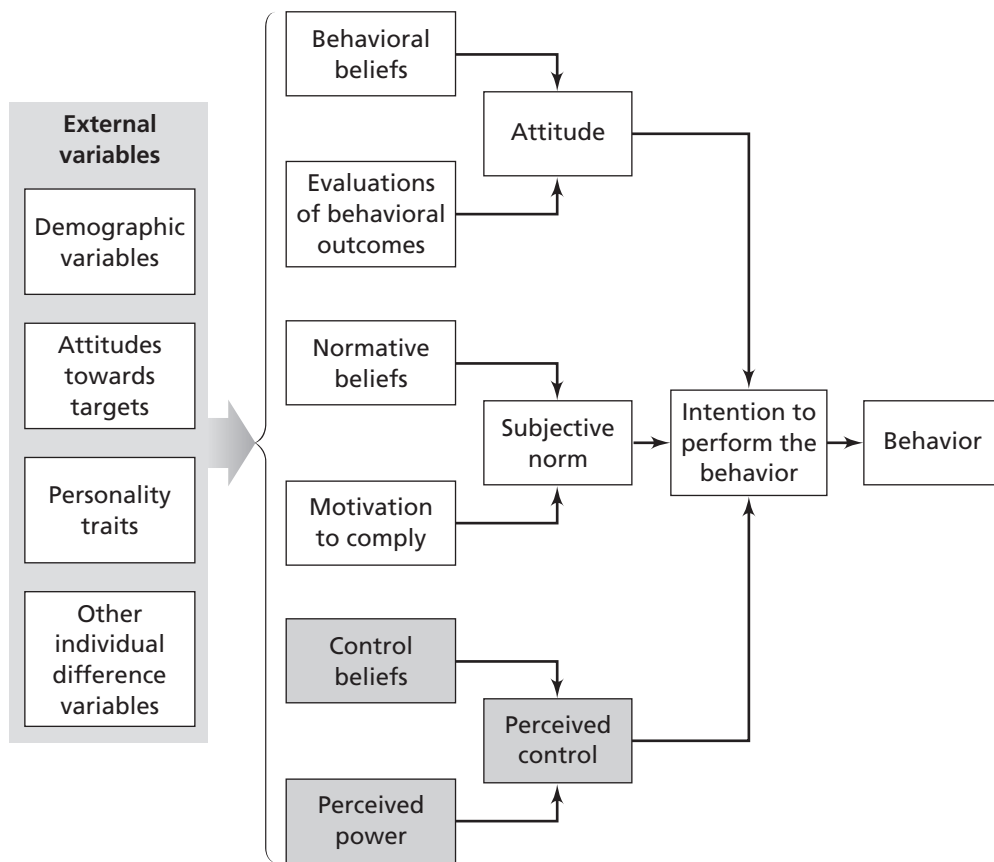 External
variables
Demographic
variables
Attitudes
towards
targets
Personality
traits
Other
individual
difference
variables
Behavioral
beliefs
Evaluations
of behavioral
outcomes
Attitude
Normative
beliefs
Motivation
to comply
Subjective
norm
Control
beliefs
Perceived
power
Perceived
control
Intention to
perform the
behavior
Behavior